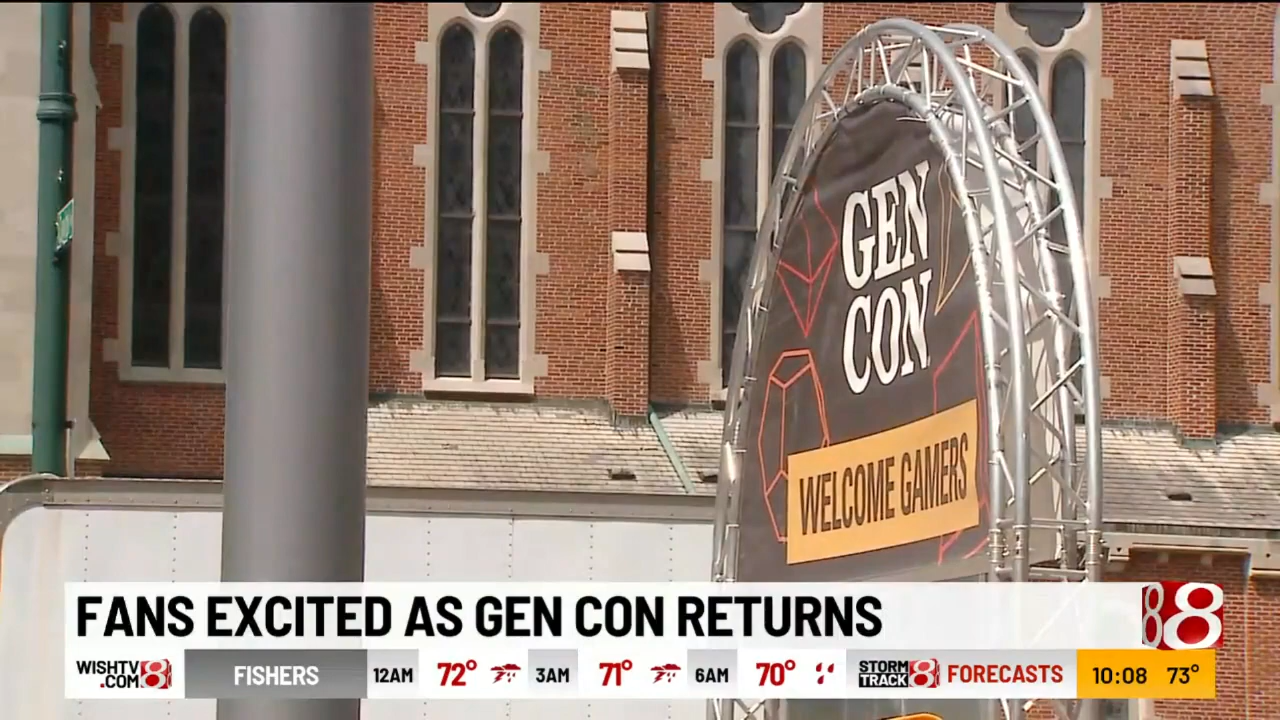 GEN
CON
WELCOME GAMERS
FANS EXCITED AS GEN CON RETURNS
8 8
WISHTV
.COM 8
FISHERS
12AM 72° 3AM 71° 6AM 70°
STORM
TRACK 8
FORECASTS
10:08 73°